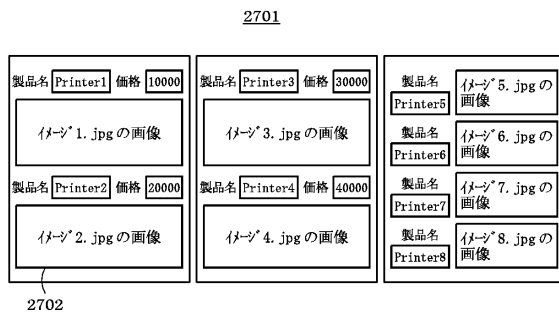 2701
製品名 Printer1 価格 10000
イメージ1.jpgの画像
製品名 Printer2 価格 20000
イメージ2.jpgの画像
製品名 Printer3 価格 30000
イメージ3.jpgの画像
製品名 Printer4 価格 40000
イメージ4.jpgの画像
製品名
Printer5
イメージ5.jpgの
画像
製品名
Printer6
イメージ6.jpgの
画像
製品名
Printer7
イメージ7.jpgの
画像
製品名
Printer8
イメージ8.jpgの
画像
2702